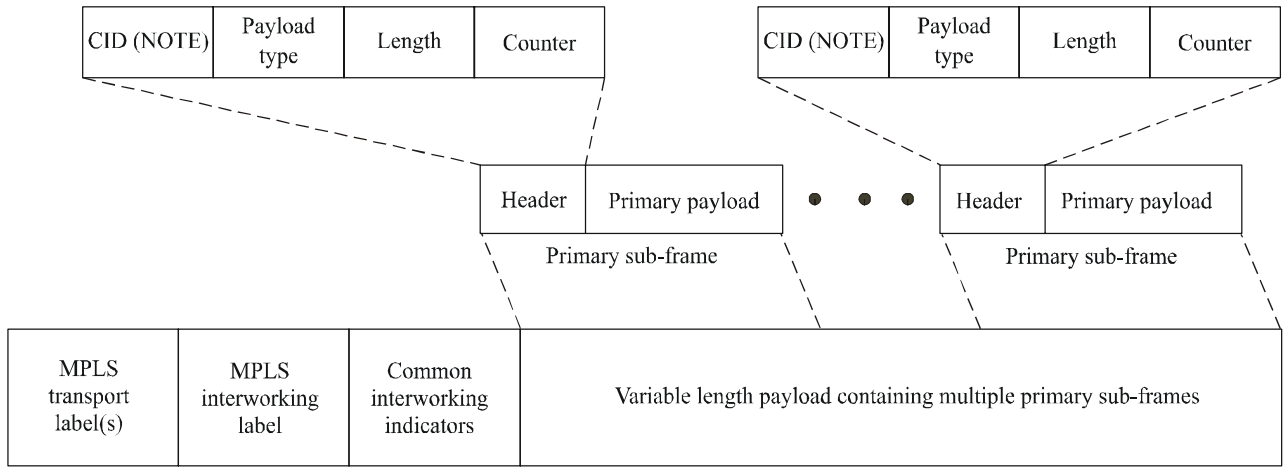 CID (NOTE)
Payload
type
Length
Counter
CID (NOTE)
Payload
type
Length
Counter
Header
Primary payload
Header
Primary payload
Primary sub-frame
Primary sub-frame
MPLS
transport
label(s)
MPLS
interworking
label
Common
interworking
indicators
Variable length payload containing multiple primary sub-frames